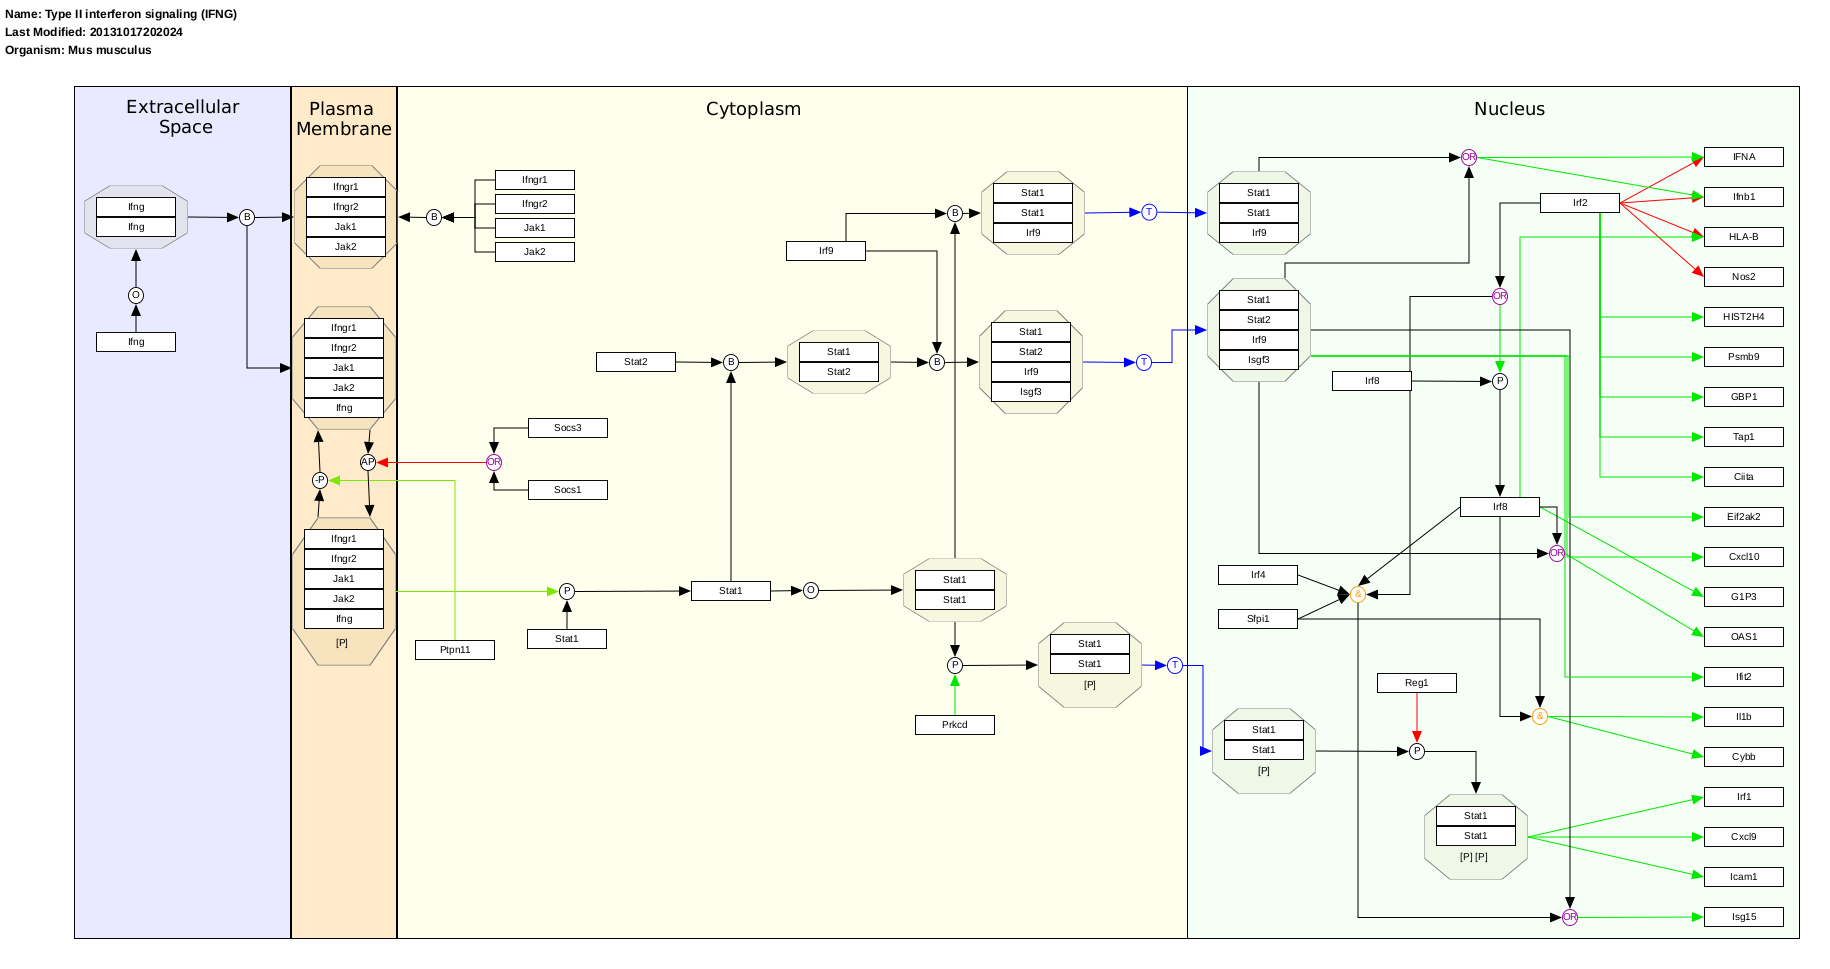 Name: Type II interferon signaling (IFNG)
Last Modified: 20131017202024
Organism: Mus musculus
Extracellular
Space
Plasma
Membrane
Cytoplasm
Nucleus
Ifng
Ifng
B
O
Ifng
Ifngr1
Ifngr2
Jak1
Jak2
B
Ifngr1
Ifngr2
Jak1
Jak2
Ifngr1
Ifngr2
Jak1
Jak2
Ifng
AP
-P
Ifngr1
Ifngr2
Jak1
Jak2
Ifng
[P]
Socs3
OR
Socs1
Ptpn11
P
Stat1
Stat2
B
Stat1
Stat2
Irf9
B
Stat1
Stat1
Irf9
T
B
Stat1
Stat2
Irf9
Isgf3
T
Stat1
O
Stat1
Stat1
P
Prkcd
Stat1
Stat1
[P]
T
Stat1
Stat1
Irf9
OR
Stat1
Stat2
Irf9
Isgf3
Irf2
OR
Irf8
P
Irf8
OR
Irf4
&
Sfpi1
Reg1
&
P
Stat1
Stat1
[P]
Stat1
Stat1
[P] [P]
OR
IFNA
Ifnb1
HLA-B
Nos2
HIST2H4
Psmb9
GBP1
Tap1
Ciita
Eif2ak2
Cxcl10
G1P3
OAS1
Ifit2
Il1b
Cybb
Irf1
Cxcl9
Icam1
Isg15